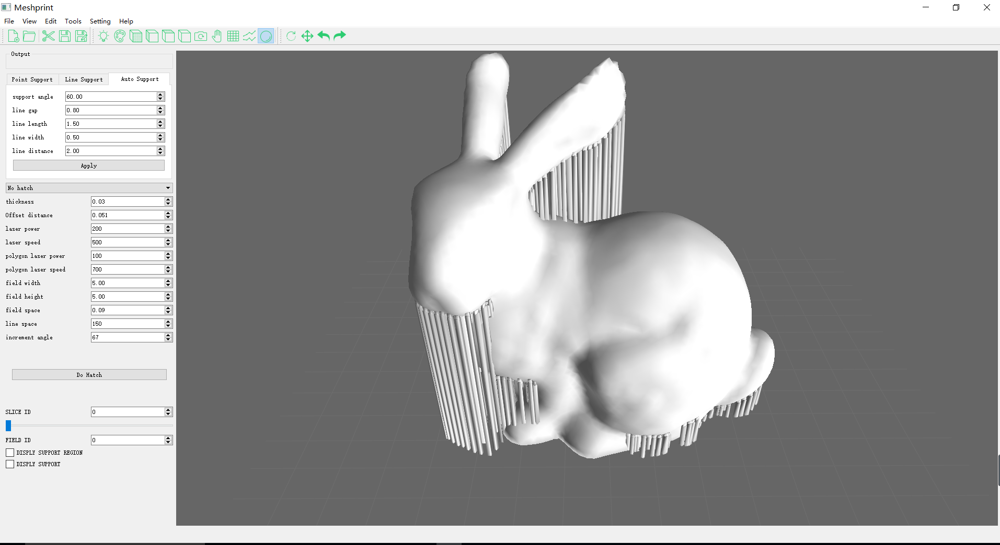 Meshprint
File View Edit Tools Setting Help
Output
Point Support Line Support Auto Support
support angle 60.00
line gap 0.80
line length 1.50
line width 0.50
line distance 2.00
Apply
No hatch
thickness 0.03
Offset distance 0.051
laser power 200
laser speed 500
polygon laser power 100
polygon laser speed 700
field width 5.00
field height 5.00
field space 0.09
line space 150
increment angle 67
Do Hatch
SLICE ID 0
FIELD ID 0
DISPLY SUPPORT REGION
DISPLY SUPPORT